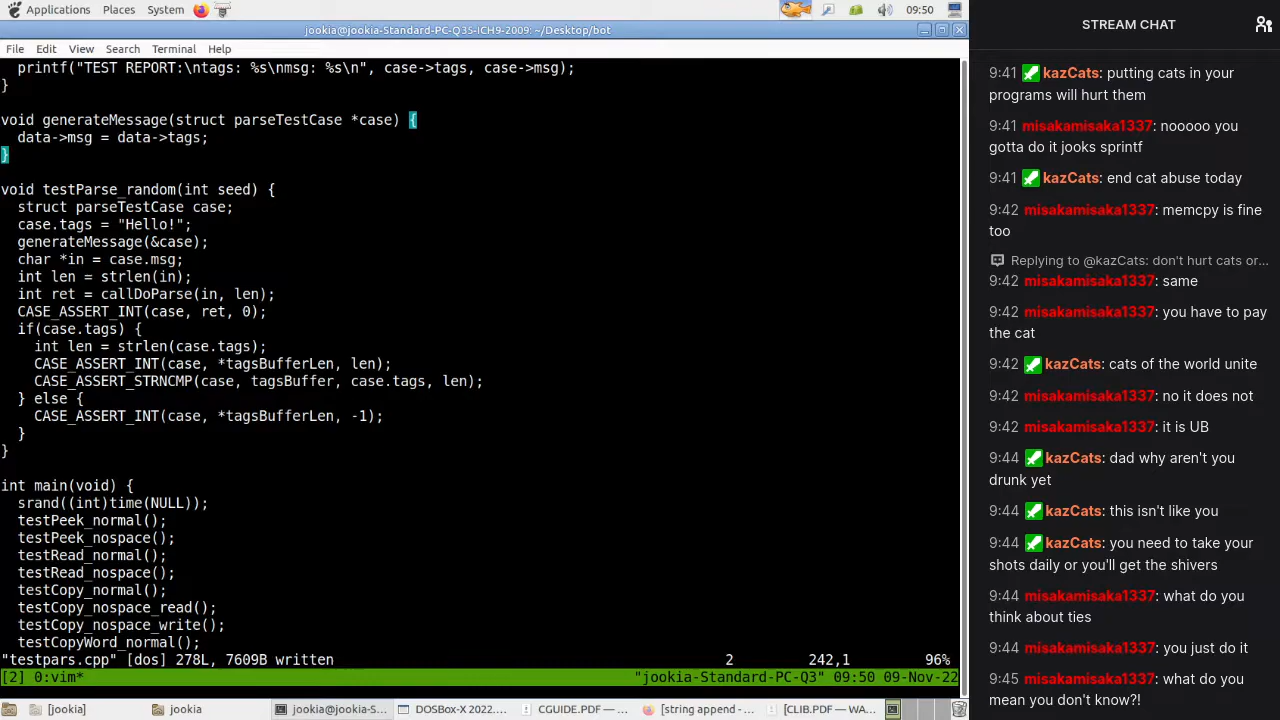 Applications Places System 09:50
jookia@jookia-Standard-PC-Q35-ICH9-2009: ~/Desktop/bot
File Edit View Search Terminal Help
printf("TEST REPORT:\ntags: %s\nmsg: %s\n", case->tags, case->msg);
}
void generateMessage(struct parseTestCase *case) {
data->msg = data->tags;
}
void testParse_random(int seed) {
struct parseTestCase case;
case.tags = "Hello!";
generateMessage(&case);
char *in = case.msg;
int len = strlen(in);
int ret = callDoParse(in, len);
CASE_ASSERT_INT(case, ret, 0);
if(case.tags) {
int len = strlen(case.tags);
CASE_ASSERT_INT(case, *tagsBufferLen, len);
CASE_ASSERT_STRNCMP(case, tagsBuffer, case.tags, len);
} else {
CASE_ASSERT_INT(case, *tagsBufferLen, -1);
}
}
int main(void) {
srand((int)time(NULL));
testPeek_normal();
testPeek_nospace();
testRead_normal();
testRead_nospace();
testCopy_normal();
testCopy_nospace_read();
testCopy_nospace_write();
testCopyWord_normal();
"testpars.cpp" [dos] 278L, 7609B written 2 242,1 96%
[2] 0:vim* "jookia-Standard-PC-Q3" 09:50 09-Nov-22
[jookia] jookia jookia@jookia-S... DOSBox-X 2022.... CGUIDE.PDF — ... [string append - ... [CLIB.PDF — WA...
STREAM CHAT
9:41 kazCats: putting cats in your
programs will hurt them
9:41 misakamisaka1337: nooooo you
gotta do it jooks sprintf
9:41 kazCats: end cat abuse today
9:42 misakamisaka1337: memcpy is fine
too
Replying to @kazCats: don't hurt cats or...
9:42 misakamisaka1337: same
9:42 misakamisaka1337: you have to pay
the cat
9:42 kazCats: cats of the world unite
9:42 misakamisaka1337: no it does not
9:42 misakamisaka1337: it is UB
9:44 kazCats: dad why aren't you
drunk yet
9:44 kazCats: this isn't like you
9:44 kazCats: you need to take your
shots daily or you'll get the shivers
9:44 misakamisaka1337: what do you
think about ties
9:44 misakamisaka1337: you just do it
9:45 misakamisaka1337: what do you
mean you don't know?!